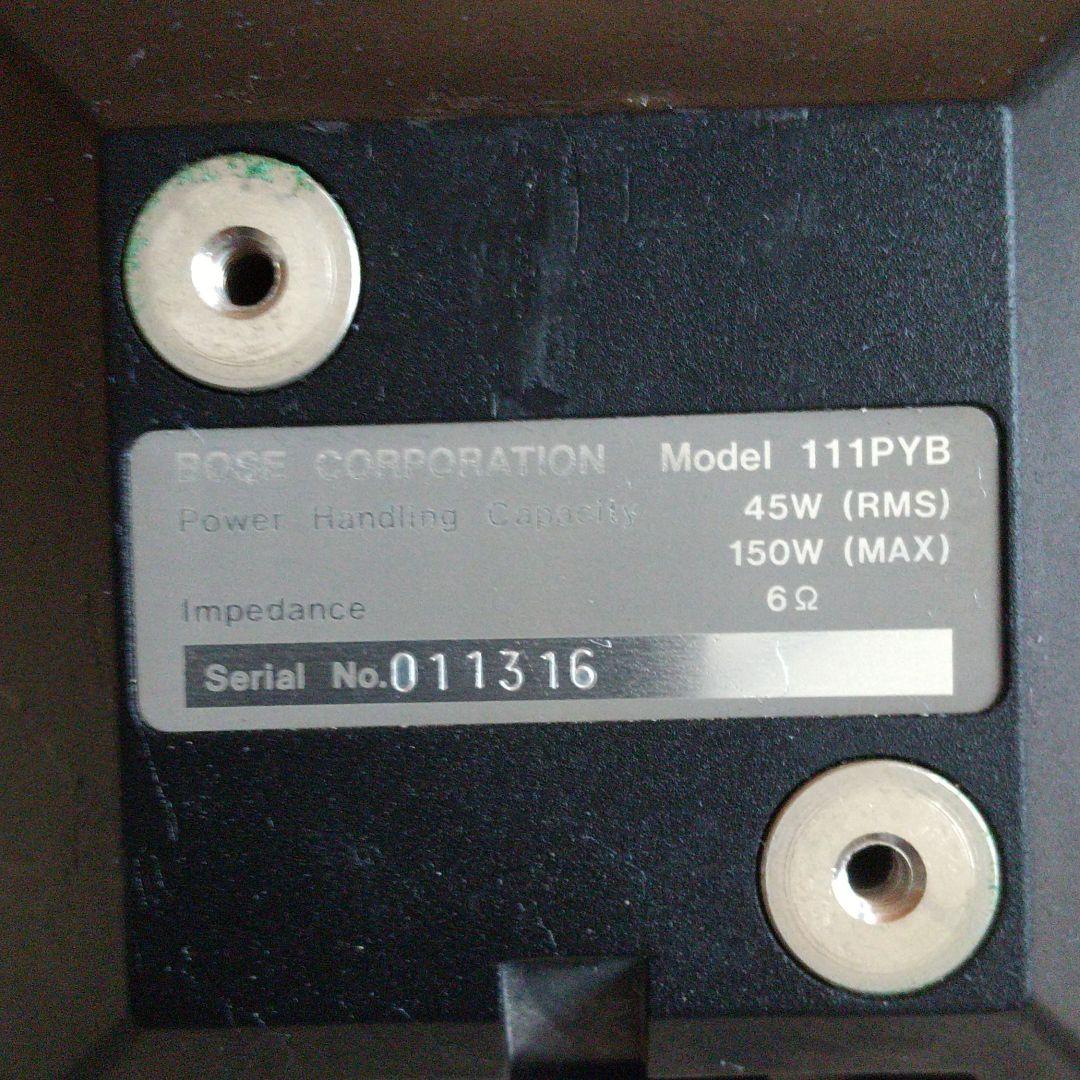 BOSE CORPORATION Model 111PYB
Power Handling Capacity 45W (RMS)
150W (MAX)
Impedance 6Ω
Serial No.011316